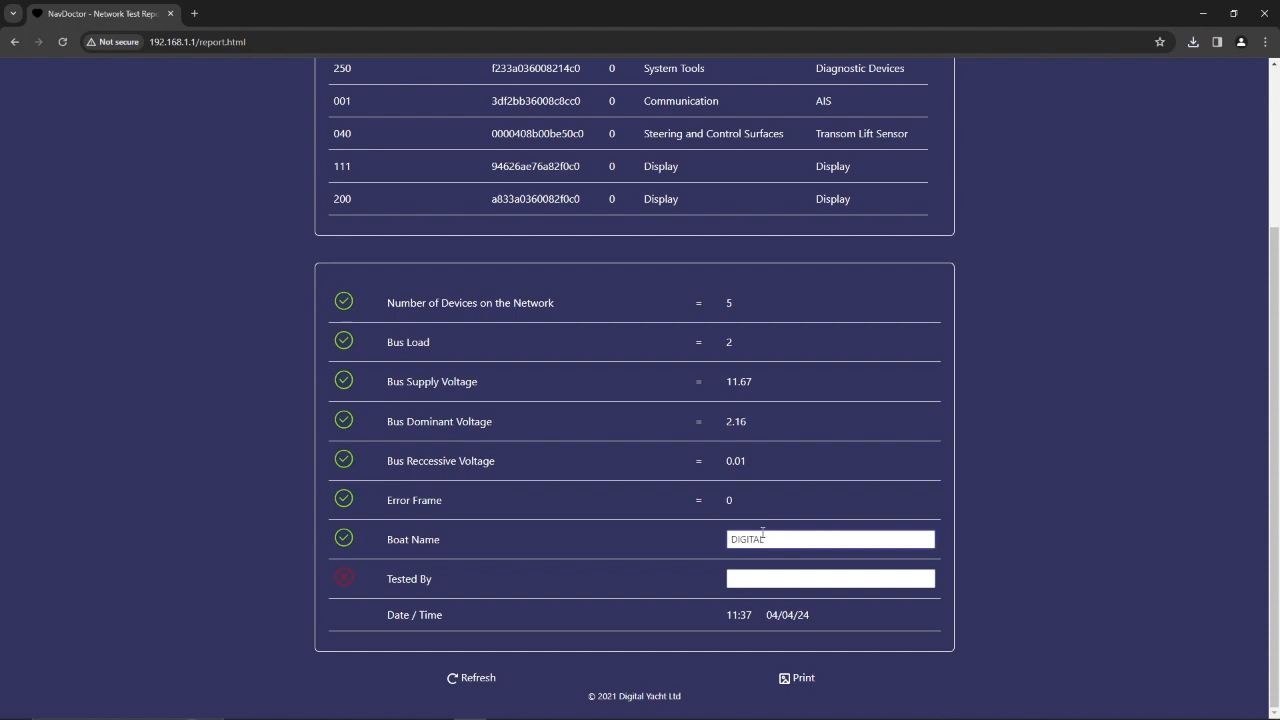 NavDoctor - Network Test Repo
Not secure 192.168.1.1/report.html
250 f233a036008214c0 0 System Tools Diagnostic Devices
001 3df2bb36008c8cc0 0 Communication AIS
040 0000408b00be50c0 0 Steering and Control Surfaces Transom Lift Sensor
111 94626ae76a82f0c0 0 Display Display
200 a833a0360082f0c0 0 Display Display
Number of Devices on the Network = 5
Bus Load = 2
Bus Supply Voltage = 11.67
Bus Dominant Voltage = 2.16
Bus Reccessive Voltage = 0.01
Error Frame = 0
Boat Name DIGITAL
Tested By
Date / Time 11:37 04/04/24
Refresh Print
© 2021 Digital Yacht Ltd